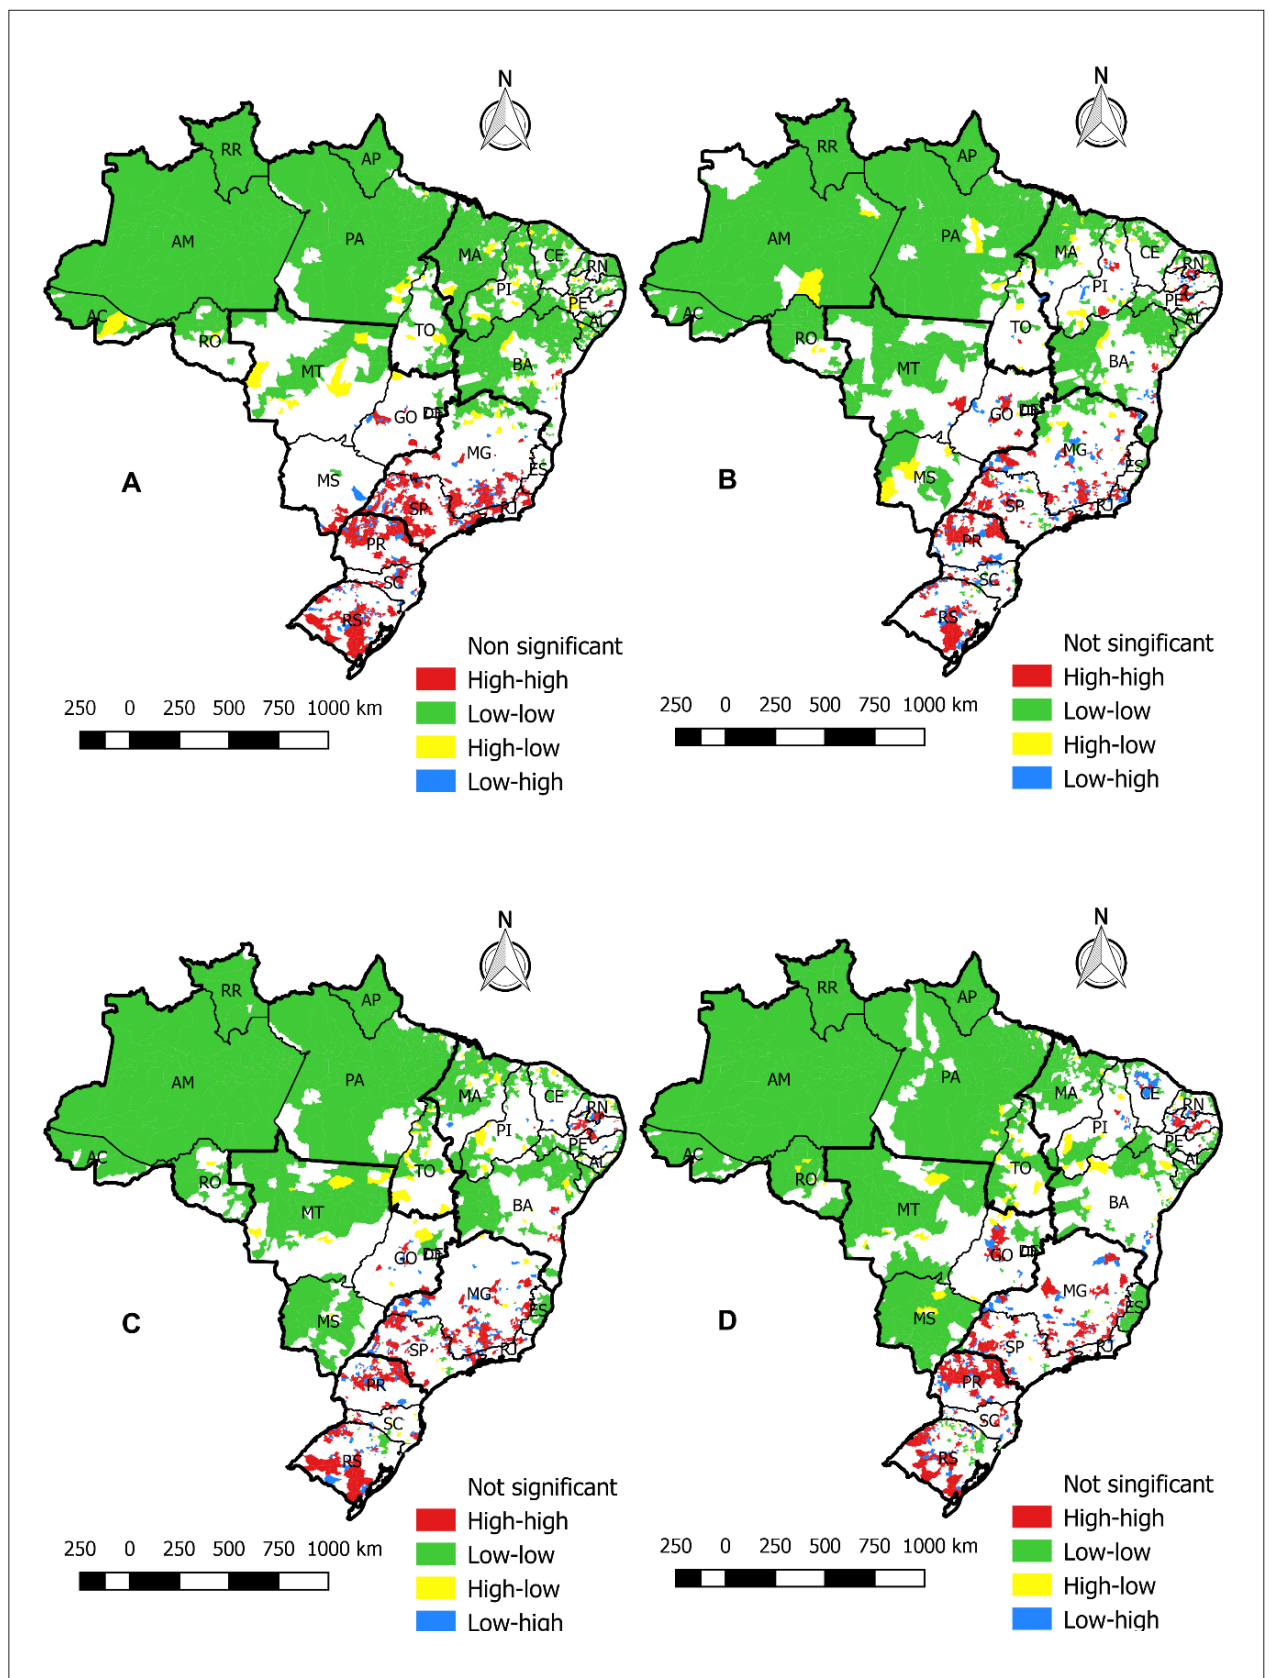 N
RR
AP
AM
PA
MA
CE
RN
PI
PE
AL
AC
RO
TO
BA
MT
GO
DF
MG
ES
MS
SP
RJ
PR
SC
RS
A
Non significant
High-high
Low-low
High-low
Low-high
250 0 250 500 750 1000 km
N
RR
AP
AM
PA
MA
CE
RN
PI
PE
AL
AC
RO
TO
BA
MT
GO
DF
MG
ES
MS
SP
RJ
PR
SC
RS
B
Not singificant
High-high
Low-low
High-low
Low-high
250 0 250 500 750 1000 km
N
RR
AP
AM
PA
MA
CE
RN
PI
PE
AL
AC
RO
TO
BA
MT
GO
DF
MG
ES
MS
SP
RJ
PR
SC
RS
C
Not significant
High-high
Low-low
High-low
Low-high
250 0 250 500 750 1000 km
N
RR
AP
AM
PA
MA
CE
RN
PI
PE
AL
AC
RO
TO
BA
MT
GO
DF
MG
ES
MS
SP
RJ
PR
SC
RS
D
Not singificant
High-high
Low-low
High-low
Low-high
250 0 250 500 750 1000 km